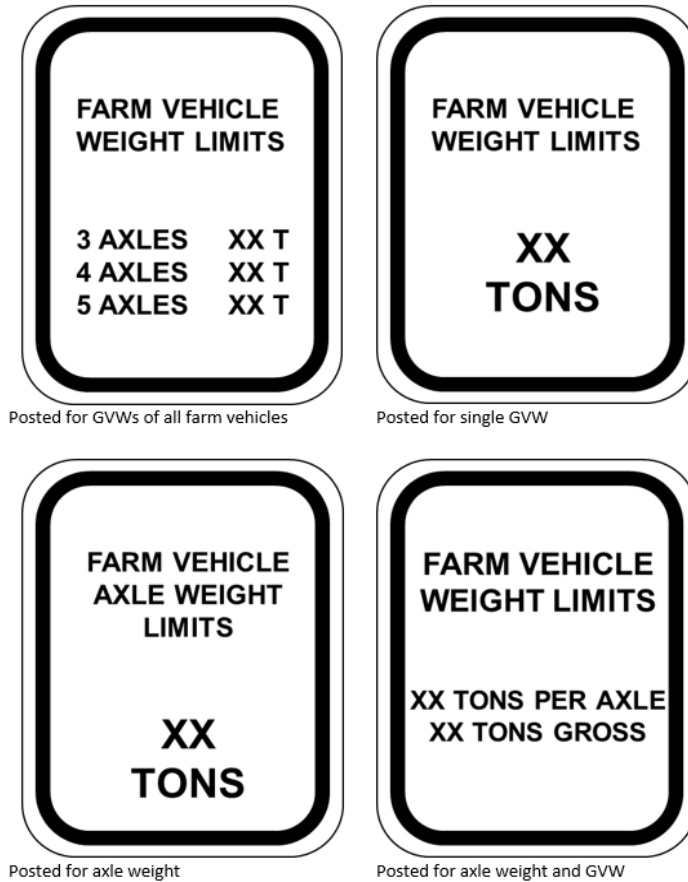 FARM VEHICLE
WEIGHT LIMITS
3 AXLES XX T
4 AXLES XX T
5 AXLES XX T
Posted for GVWs of all farm vehicles
FARM VEHICLE
WEIGHT LIMITS
XX
TONS
Posted for single GVW
FARM VEHICLE
AXLE WEIGHT
LIMITS
XX
TONS
Posted for axle weight
FARM VEHICLE
WEIGHT LIMITS
XX TONS PER AXLE
XX TONS GROSS
Posted for axle weight and GVW